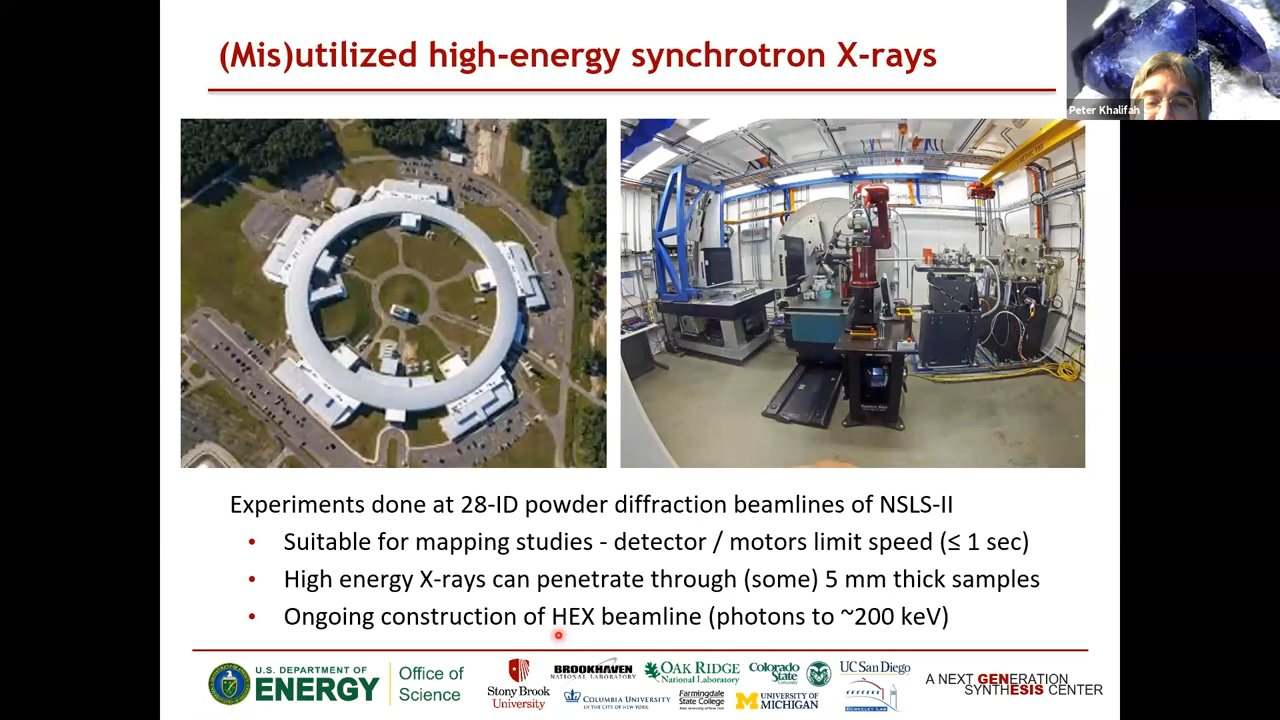 (Mis)utilized high-energy synchrotron X-rays
Peter Khalifah
Experiments done at 28-ID powder diffraction beamlines of NSLS-II
• Suitable for mapping studies - detector / motors limit speed (≤ 1 sec)
• High energy X-rays can penetrate through (some) 5 mm thick samples
• Ongoing construction of HEX beamline (photons to ~200 keV)
U.S. DEPARTMENT OF
ENERGY
Office of
Science
Stony Brook
University
BROOKHAVEN
NATIONAL LABORATORY
COLUMBIA UNIVERSITY
IN THE CITY OF NEW YORK
OAK RIDGE
National Laboratory
Farmingdale
State College
Colorado
State
University
UNIVERSITY OF
MICHIGAN
UC San Diego
BERKELEY LAB
A NEXT GENERATION
SYNTHESIS CENTER